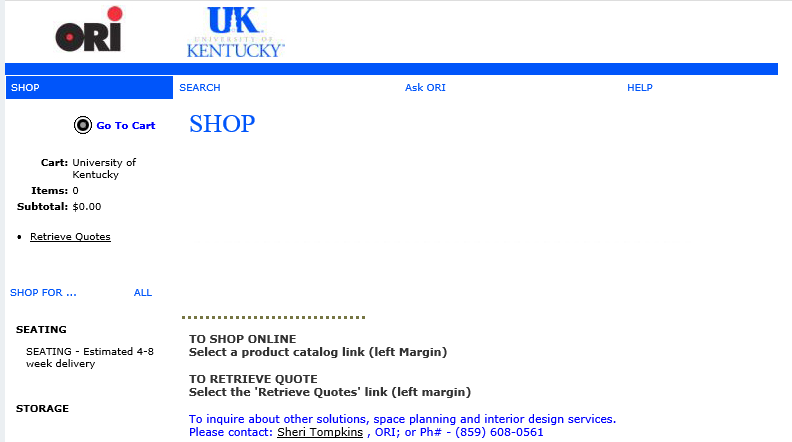 ORI
UK
UNIVERSITY OF
KENTUCKY
SHOP
SEARCH
Ask ORI
HELP
Go To Cart
SHOP
Cart: University of
Kentucky
Items: 0
Subtotal: $0.00
• Retrieve Quotes
SHOP FOR ... ALL
SEATING
SEATING - Estimated 4-8
week delivery
STORAGE
TO SHOP ONLINE
Select a product catalog link (left Margin)
TO RETRIEVE QUOTE
Select the 'Retrieve Quotes' link (left margin)
To inquire about other solutions, space planning and interior design services.
Please contact: Sheri Tompkins , ORI; or Ph# - (859) 608-0561